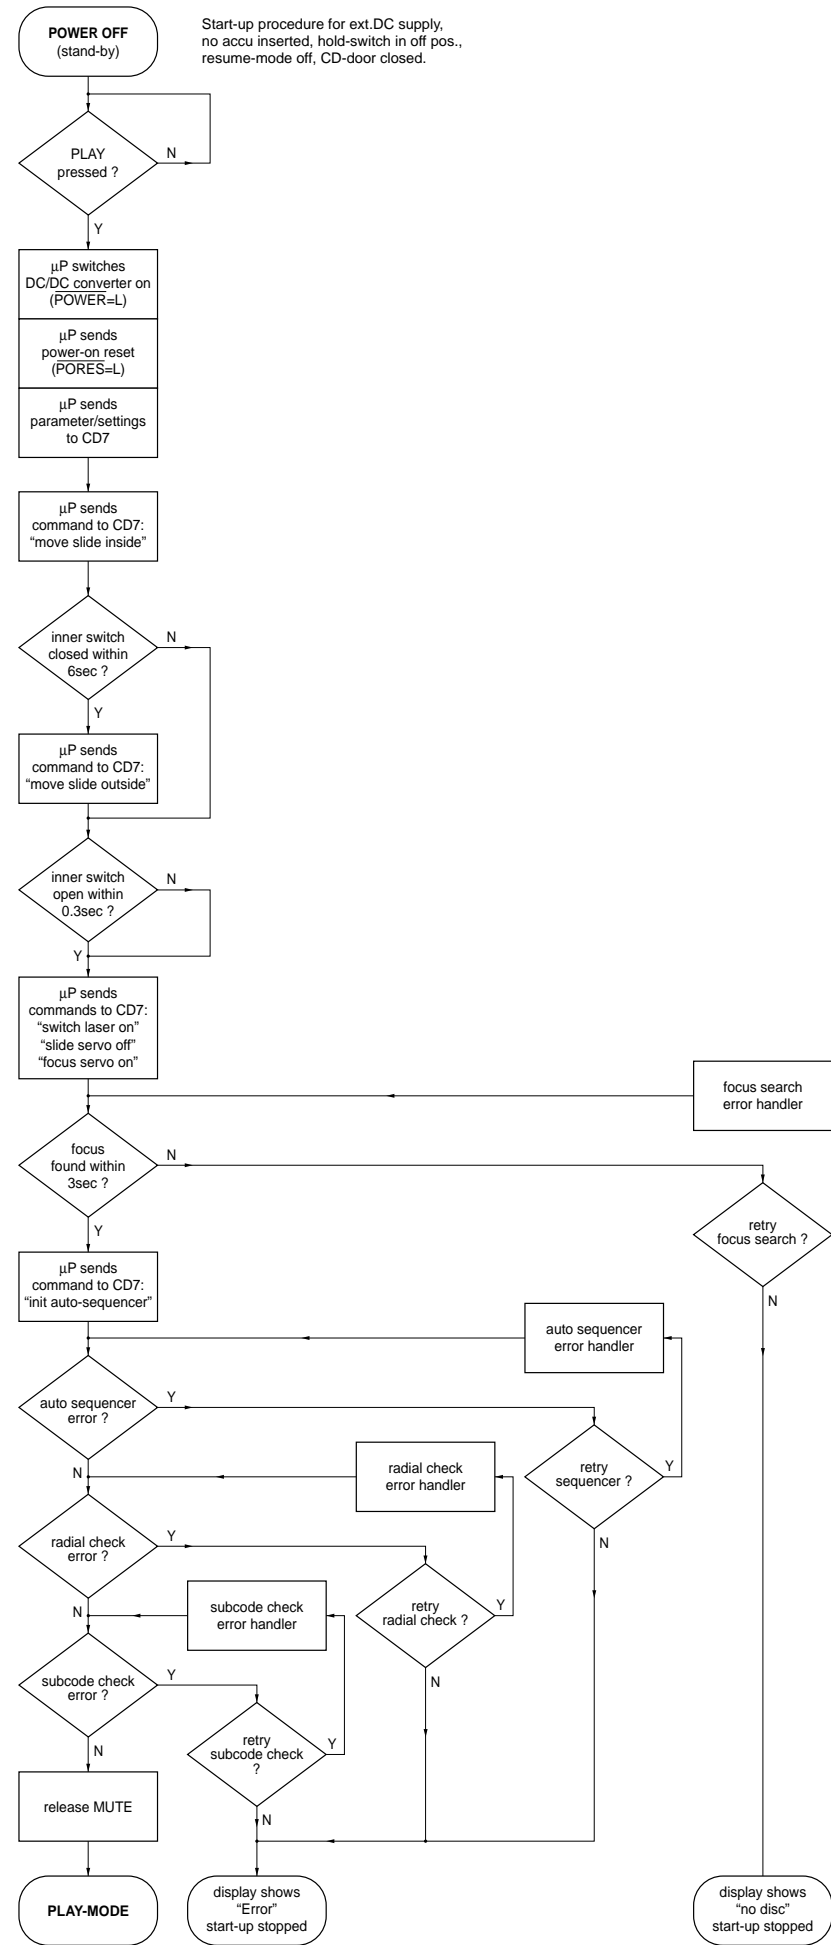 POWER OFF
(stand-by)
Start-up procedure for ext.DC supply,
no accu inserted, hold-switch in off pos.,
resume-mode off, CD-door closed.
PLAY
pressed ?
N
Y
µP switches
DC/DC converter on
(POWER=L)
µP sends
power-on reset
(PORES=L)
µP sends
parameter/settings
to CD7
µP sends
command to CD7:
“move slide inside”
inner switch
closed within
6sec ?
N
Y
µP sends
command to CD7:
“move slide outside”
inner switch
open within
0.3sec ?
N
Y
µP sends
commands to CD7:
“switch laser on”
“slide servo off”
“focus servo on”
focus search
error handler
focus
found within
3sec ?
N
Y
retry
focus search ?
N
µP sends
command to CD7:
“init auto-sequencer”
auto sequencer
error handler
auto sequencer
error ?
Y
N
retry
sequencer ?
Y
N
radial check
error handler
radial check
error ?
Y
N
retry
radial check ?
Y
N
subcode check
error handler
subcode check
error ?
Y
N
retry
subcode check
?
Y
N
release MUTE
PLAY-MODE
display shows
“Error”
start-up stopped
display shows
“no disc”
start-up stopped